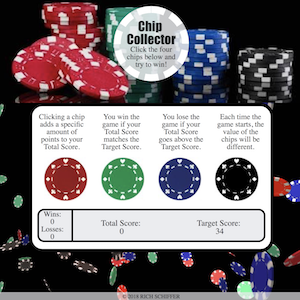 Chip
Collector
Click the four
chips below and
try to win!
Clicking a chip
adds a specific
amount of
points to your
Total Score.
You win the
game if your
Total Score
matches the
Target Score.
You lose the
game if your
Total Score
goes above the
Target Score.
Each time the
game starts, the
value of the
chips will be
different.
Wins:
0
Losses:
0
Total Score:
0
Target Score:
34
© 2018 RICH SCHIFFER